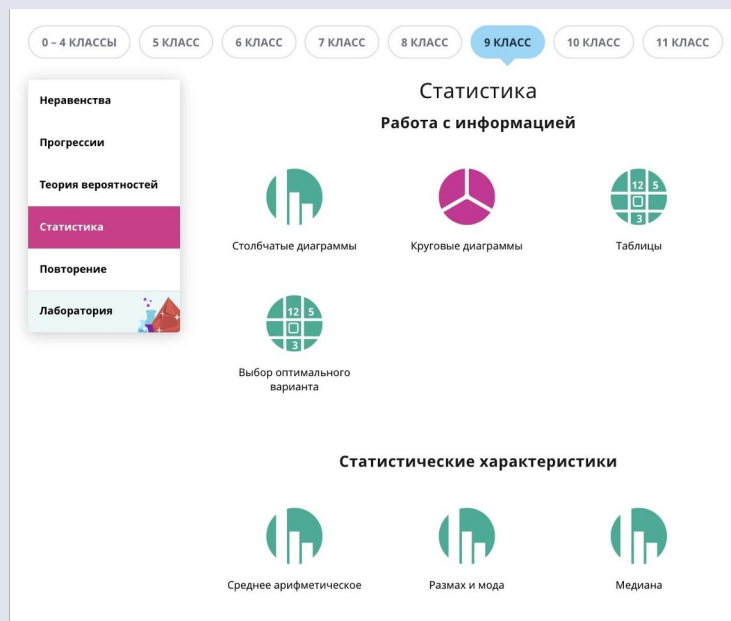 0 – 4 КЛАССЫ
5 КЛАСС
6 КЛАСС
7 КЛАСС
8 КЛАСС
9 КЛАСС
10 КЛАСС
11 КЛАСС
Неравенства
Прогрессии
Теория вероятностей
Статистика
Повторение
Лаборатория
Статистика
Работа с информацией
Столбчатые диаграммы
Круговые диаграммы
12 5
3
Таблицы
12 5
3
Выбор оптимального
варианта
Статистические характеристики
Среднее арифметическое
Размах и мода
Медиана